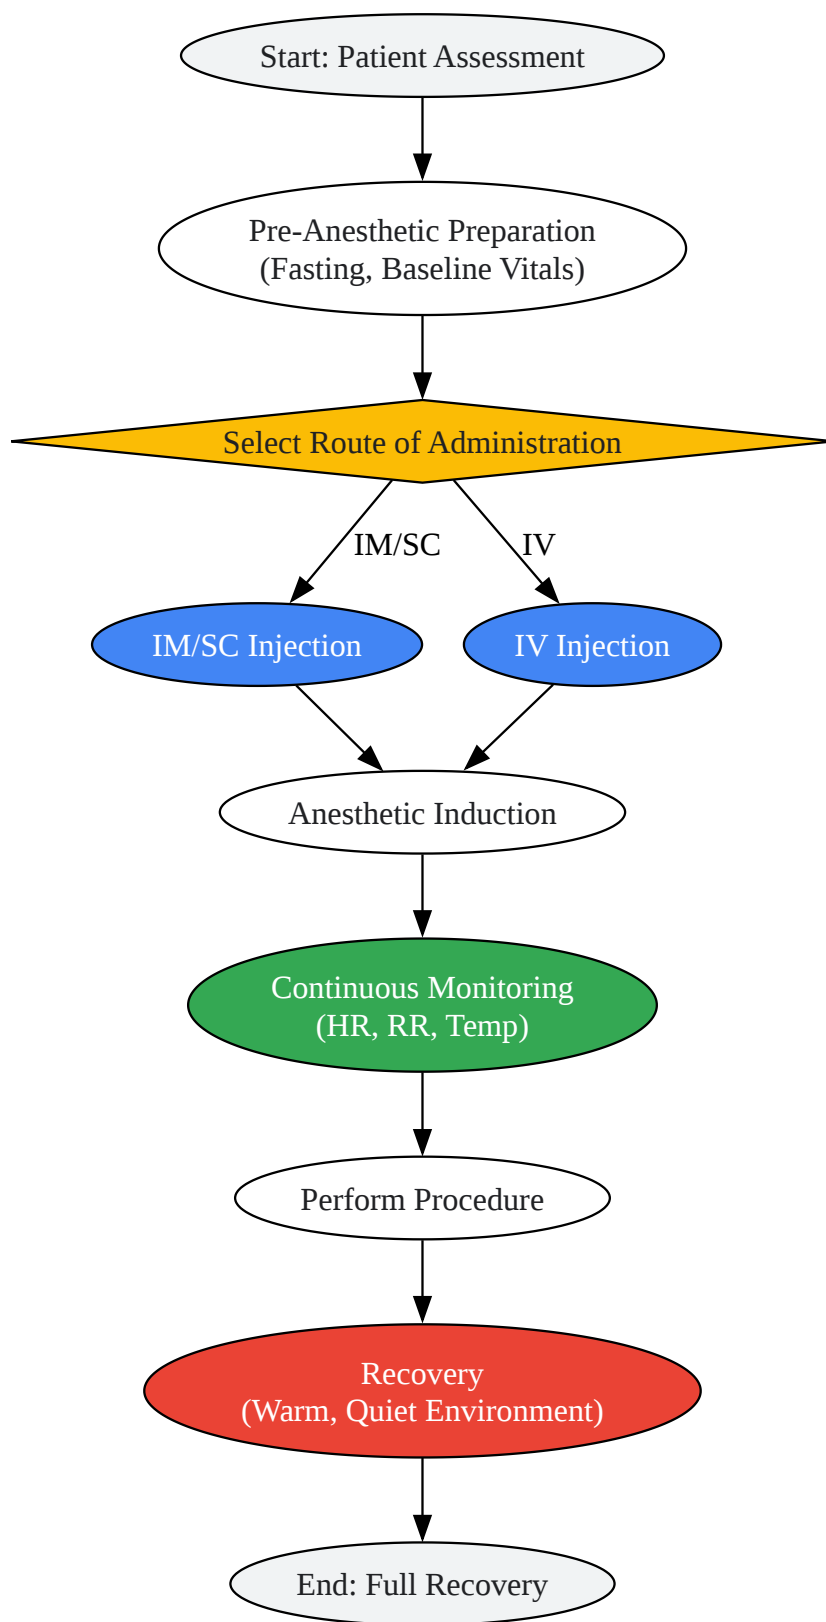 Start: Patient Assessment
Pre-Anesthetic Preparation
(Fasting, Baseline Vitals)
Select Route of Administration
IM/SC
IV
IM/SC Injection
IV Injection
Anesthetic Induction
Continuous Monitoring
(HR, RR, Temp)
Perform Procedure
Recovery
(Warm, Quiet Environment)
End: Full Recovery